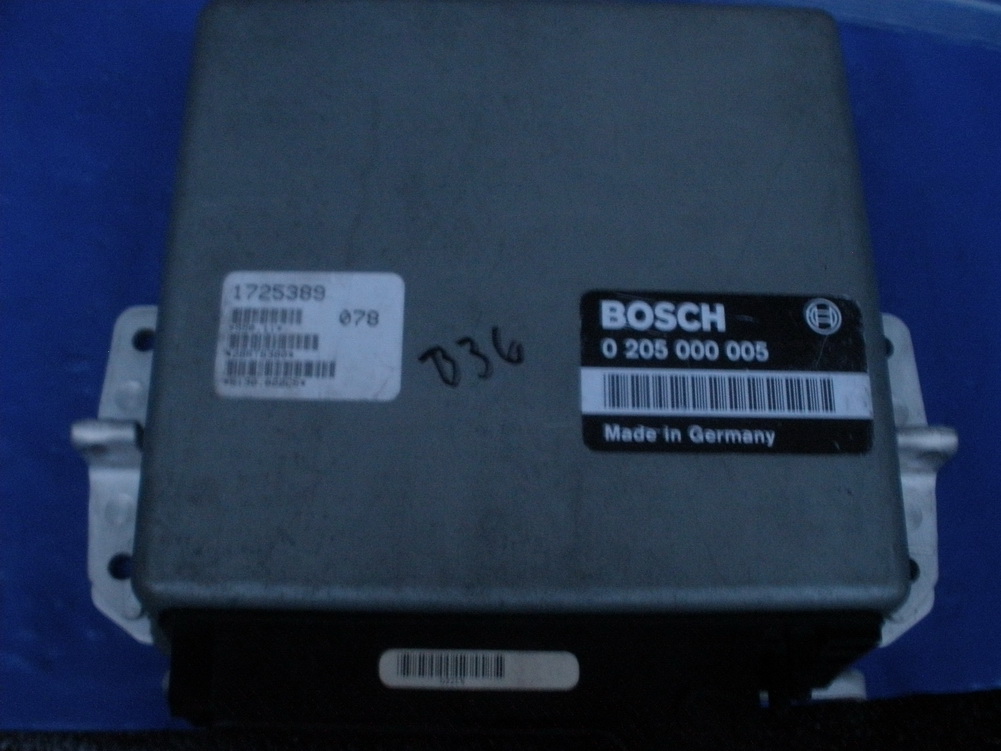 1725389
078
B36
BOSCH
0 205 000 005
Made in Germany